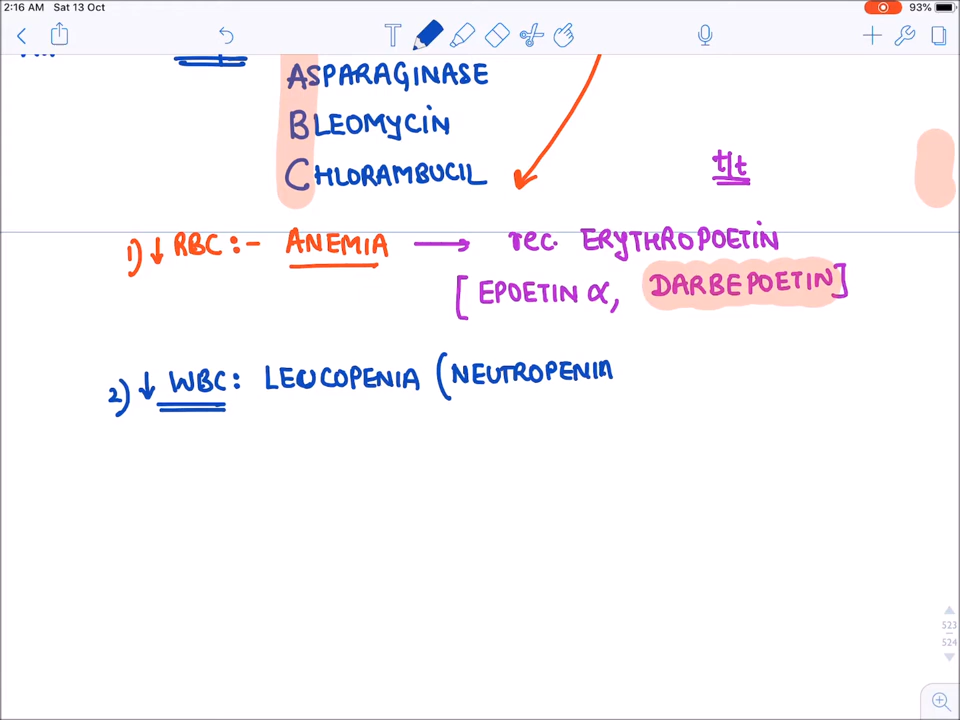 2:16 AM Sat 13 Oct 93%
T
ASPARAGINASE
BLEOMYCIN
CHLORAMBUCIL
t/t
1) ↓ RBC :- ANEMIA → rec. ERYTHROPOETIN
[EPOETIN α, DARBEPOETIN]
2) ↓ WBC : LEUCOPENIA (NEUTROPENIA
523
524